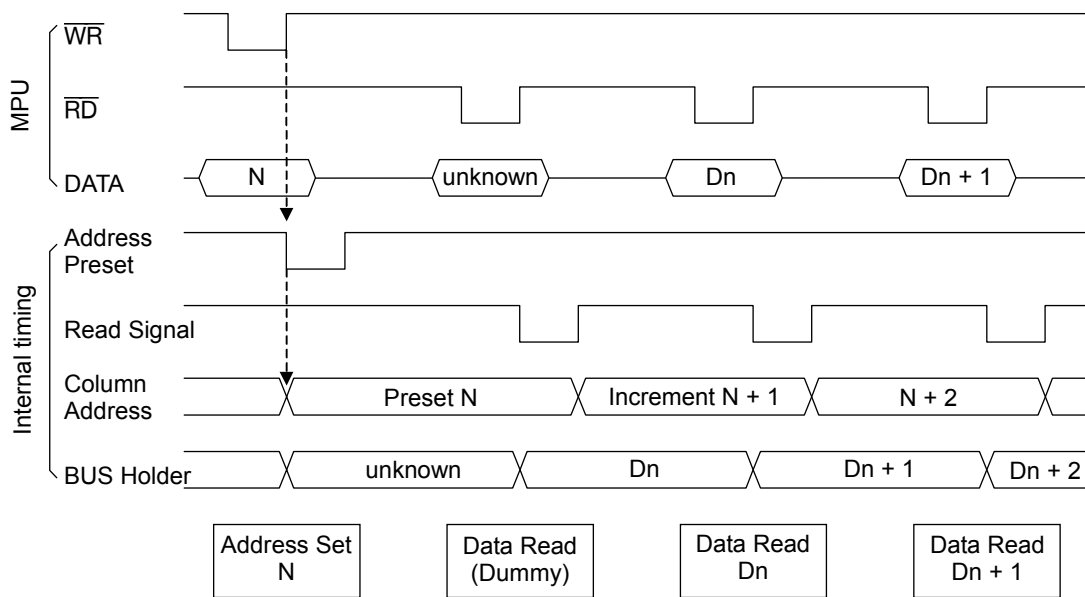 MPU
WR
RD
DATA
N
unknown
Dn
Dn + 1
Internal timing
Address
Preset
Read Signal
Column
Address
Preset N
Increment N + 1
N + 2
BUS Holder
unknown
Dn
Dn + 1
Dn + 2
Address Set
N
Data Read
(Dummy)
Data Read
Dn
Data Read
Dn + 1